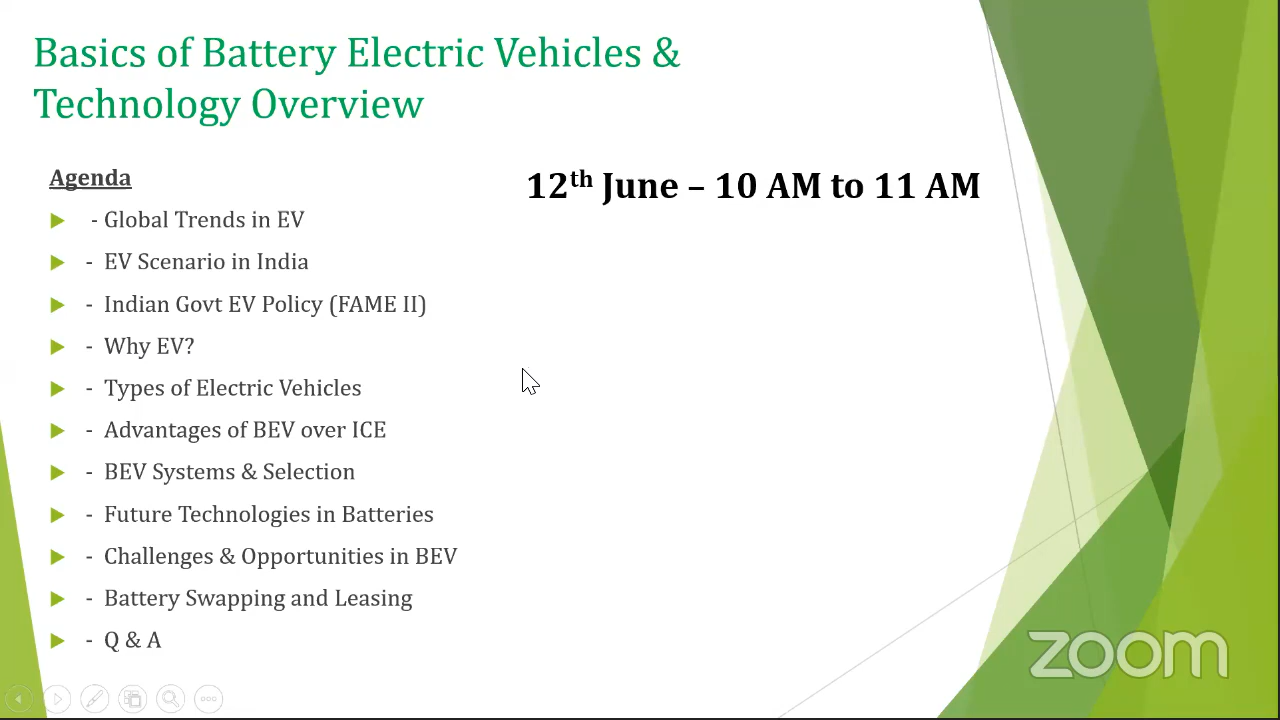 Basics of Battery Electric Vehicles &
Technology Overview
Agenda
12th June – 10 AM to 11 AM
- Global Trends in EV
- EV Scenario in India
- Indian Govt EV Policy (FAME II)
- Why EV?
- Types of Electric Vehicles
- Advantages of BEV over ICE
- BEV Systems & Selection
- Future Technologies in Batteries
- Challenges & Opportunities in BEV
- Battery Swapping and Leasing
- Q & A
zoom